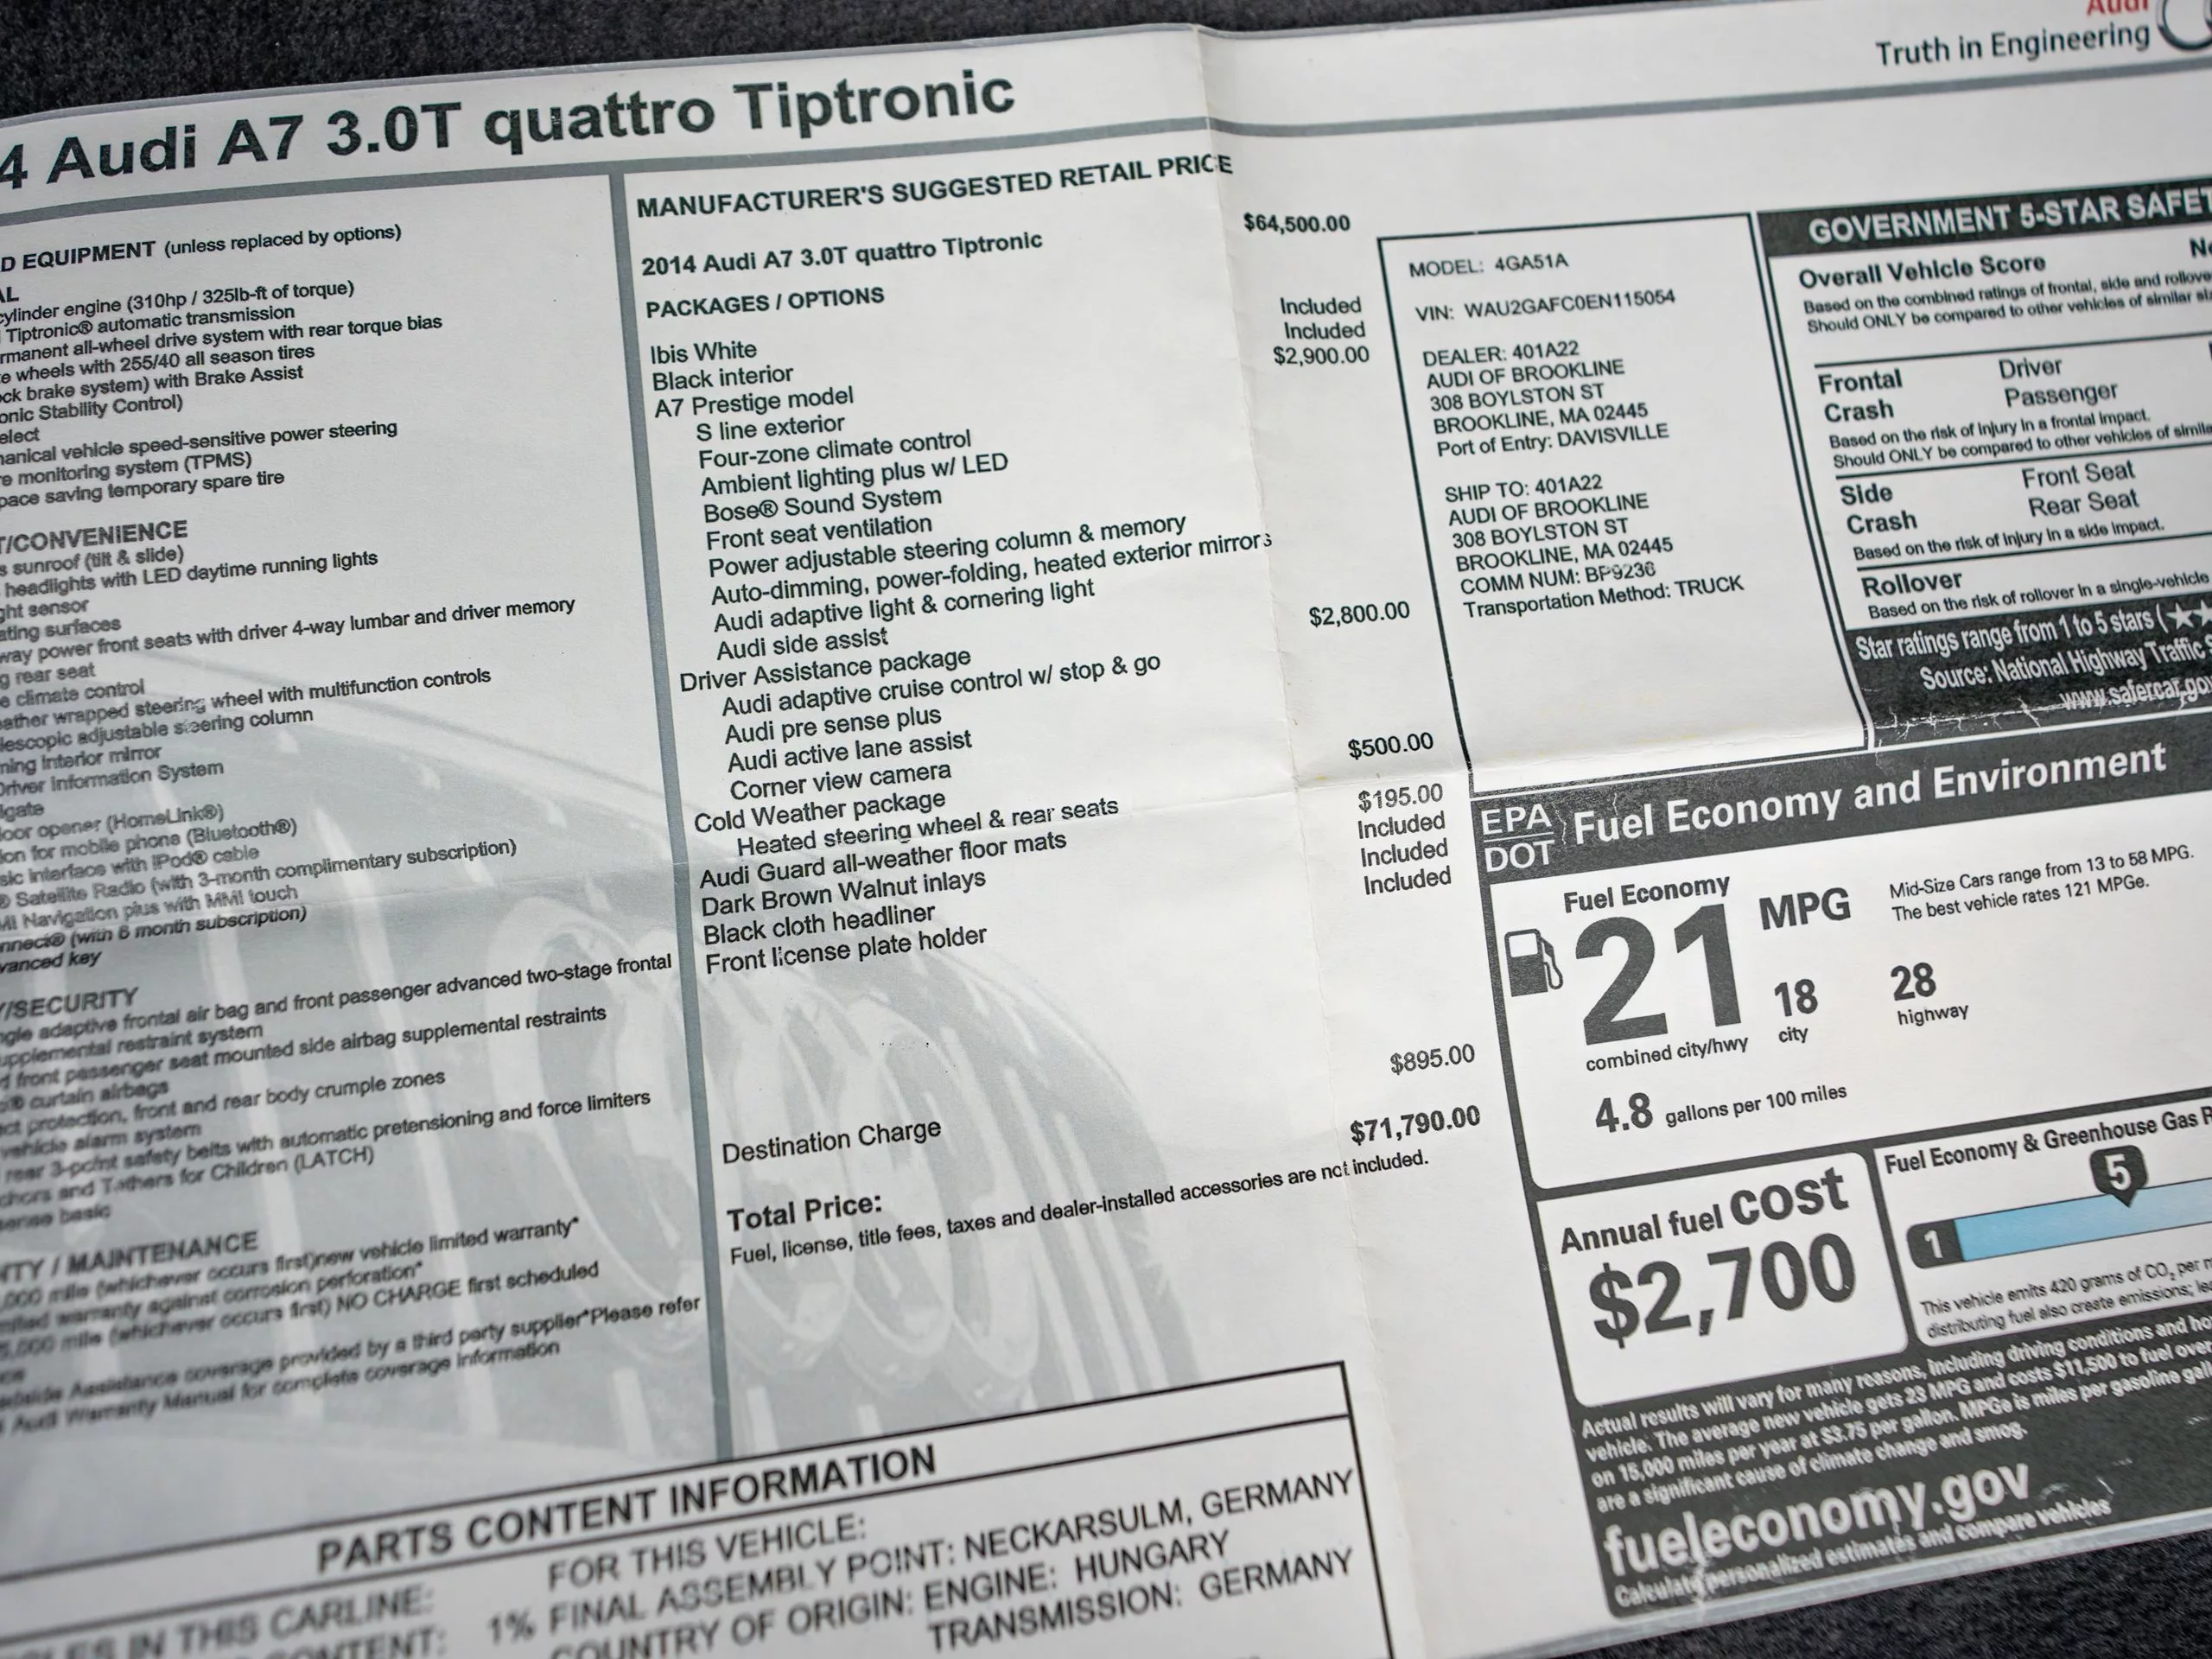 Audi
Truth in Engineering
4 Audi A7 3.0T quattro Tiptronic
D EQUIPMENT (unless replaced by options)
AL
cylinder engine (310hp / 325lb-ft of torque)
Tiptronic® automatic transmission
rmanent all-wheel drive system with rear torque bias
e wheels with 255/40 all season tires
ock brake system) with Brake Assist
onic Stability Control)
elect
hanical vehicle speed-sensitive power steering
re monitoring system (TPMS)
pace saving temporary spare tire
T/CONVENIENCE
s sunroof (tilt & slide)
headlights with LED daytime running lights
ght sensor
ating surfaces
way power front seats with driver 4-way lumbar and driver memory
g rear seat
e climate control
eather wrapped steering wheel with multifunction controls
lescopic adjustable steering column
ming interior mirror
Driver Information System
lgate
oor opener (HomeLink®)
ion for mobile phone (Bluetooth®)
sic interface with iPod® cable
® Satellite Radio (with 3-month complimentary subscription)
MI Navigation plus with MMI touch
nnect® (with 6 month subscription)
vanced key
Y/SECURITY
ngle adaptive frontal air bag and front passenger advanced two-stage frontal
upplemental restraint system
d front passenger seat mounted side airbag supplemental restraints
® curtain airbags
ct protection, front and rear body crumple zones
vehicle alarm system
rear 3-point safety belts with automatic pretensioning and force limiters
chors and Tethers for Children (LATCH)
sense basic
NTY / MAINTENANCE
,000 mile (whichever occurs first)new vehicle limited warranty*
mited warranty against corrosion perforation*
5,000 mile (whichever occurs first) NO CHARGE first scheduled
ce
adside Assistance coverage provided by a third party supplier*Please refer
Audi Warranty Manual for complete coverage information
MANUFACTURER'S SUGGESTED RETAIL PRICE
2014 Audi A7 3.0T quattro Tiptronic $64,500.00
PACKAGES / OPTIONS
Ibis White Included
Black interior Included
A7 Prestige model $2,900.00
S line exterior
Four-zone climate control
Ambient lighting plus w/ LED
Bose® Sound System
Front seat ventilation
Power adjustable steering column & memory
Auto-dimming, power-folding, heated exterior mirrors
Audi adaptive light & cornering light
Audi side assist
Driver Assistance package $2,800.00
Audi adaptive cruise control w/ stop & go
Audi pre sense plus
Audi active lane assist
Corner view camera
Cold Weather package $500.00
Heated steering wheel & rear seats
Audi Guard all-weather floor mats $195.00
Dark Brown Walnut inlays Included
Black cloth headliner Included
Front license plate holder Included
Destination Charge $895.00
Total Price: $71,790.00
Fuel, license, title fees, taxes and dealer-installed accessories are not included.
MODEL: 4GA51A
VIN: WAU2GAFC0EN115054
DEALER: 401A22
AUDI OF BROOKLINE
308 BOYLSTON ST
BROOKLINE, MA 02445
Port of Entry: DAVISVILLE
SHIP TO: 401A22
AUDI OF BROOKLINE
308 BOYLSTON ST
BROOKLINE, MA 02445
COMM NUM: BP9236
Transportation Method: TRUCK
GOVERNMENT 5-STAR SAFET
Overall Vehicle Score
Based on the combined ratings of frontal, side and rollove
Should ONLY be compared to other vehicles of similar si
Frontal Driver
Crash Passenger
Based on the risk of injury in a frontal impact.
Should ONLY be compared to other vehicles of simila
Side Front Seat
Crash Rear Seat
Based on the risk of injury in a side impact.
Rollover
Based on the risk of rollover in a single-vehicle
Star ratings range from 1 to 5 stars (★★
Source: National Highway Traffic S
www.safercar.gov
EPA
DOT
Fuel Economy and Environment
Fuel Economy
21 MPG
combined city/hwy
18
city
28
highway
4.8 gallons per 100 miles
Mid-Size Cars range from 13 to 58 MPG.
The best vehicle rates 121 MPGe.
Annual fuel cost
$2,700
Fuel Economy & Greenhouse Gas R
5
1
This vehicle emits 420 grams of CO2 per m
distributing fuel also create emissions; lea
Actual results will vary for many reasons, including driving conditions and ho
vehicle. The average new vehicle gets 23 MPG and costs $11,500 to fuel over
on 15,000 miles per year at $3.75 per gallon. MPGe is miles per gasoline gall
are a significant cause of climate change and smog.
fueleconomy.gov
Calculate personalized estimates and compare vehicles
PARTS CONTENT INFORMATION
CLES IN THIS CARLINE:
CONTENT: 1%
FOR THIS VEHICLE:
FINAL ASSEMBLY POINT: NECKARSULM, GERMANY
COUNTRY OF ORIGIN: ENGINE: HUNGARY
TRANSMISSION: GERMANY